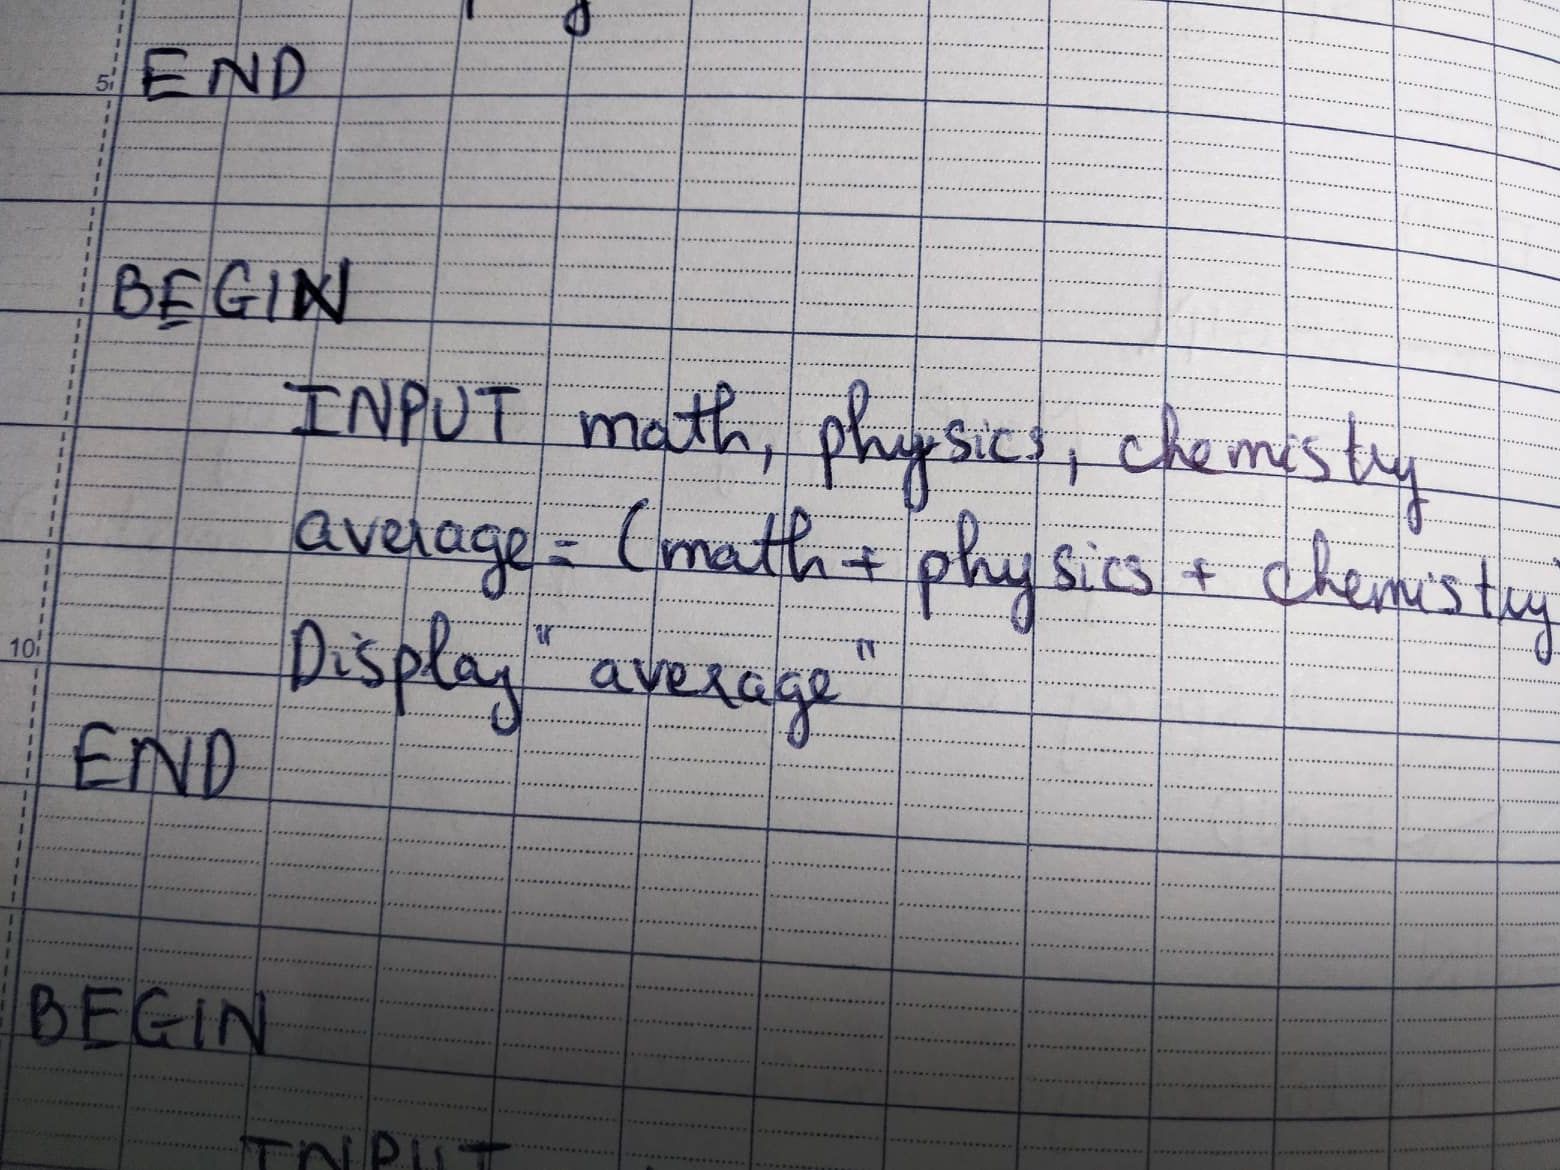 5
END
BEGIN
INPUT math, physics, chemistry
average = (math + physics + chemistry
10
Display " average "
END
BEGIN
INPUT